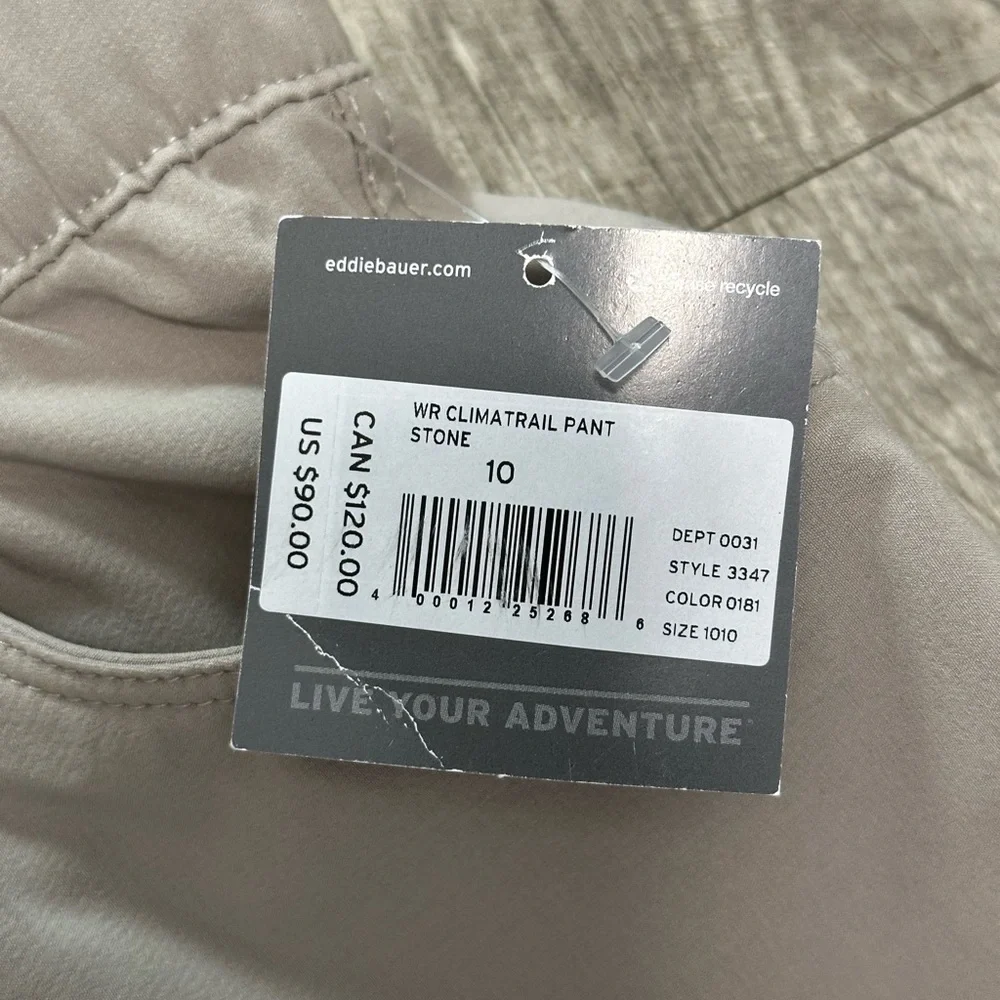 eddiebauer.com
recycle
WR CLIMATRAIL PANT
STONE
10
CAN $120.00
US $90.00
4 00012 25268 6
DEPT 0031
STYLE 3347
COLOR 0181
SIZE 1010
LIVE YOUR ADVENTURE